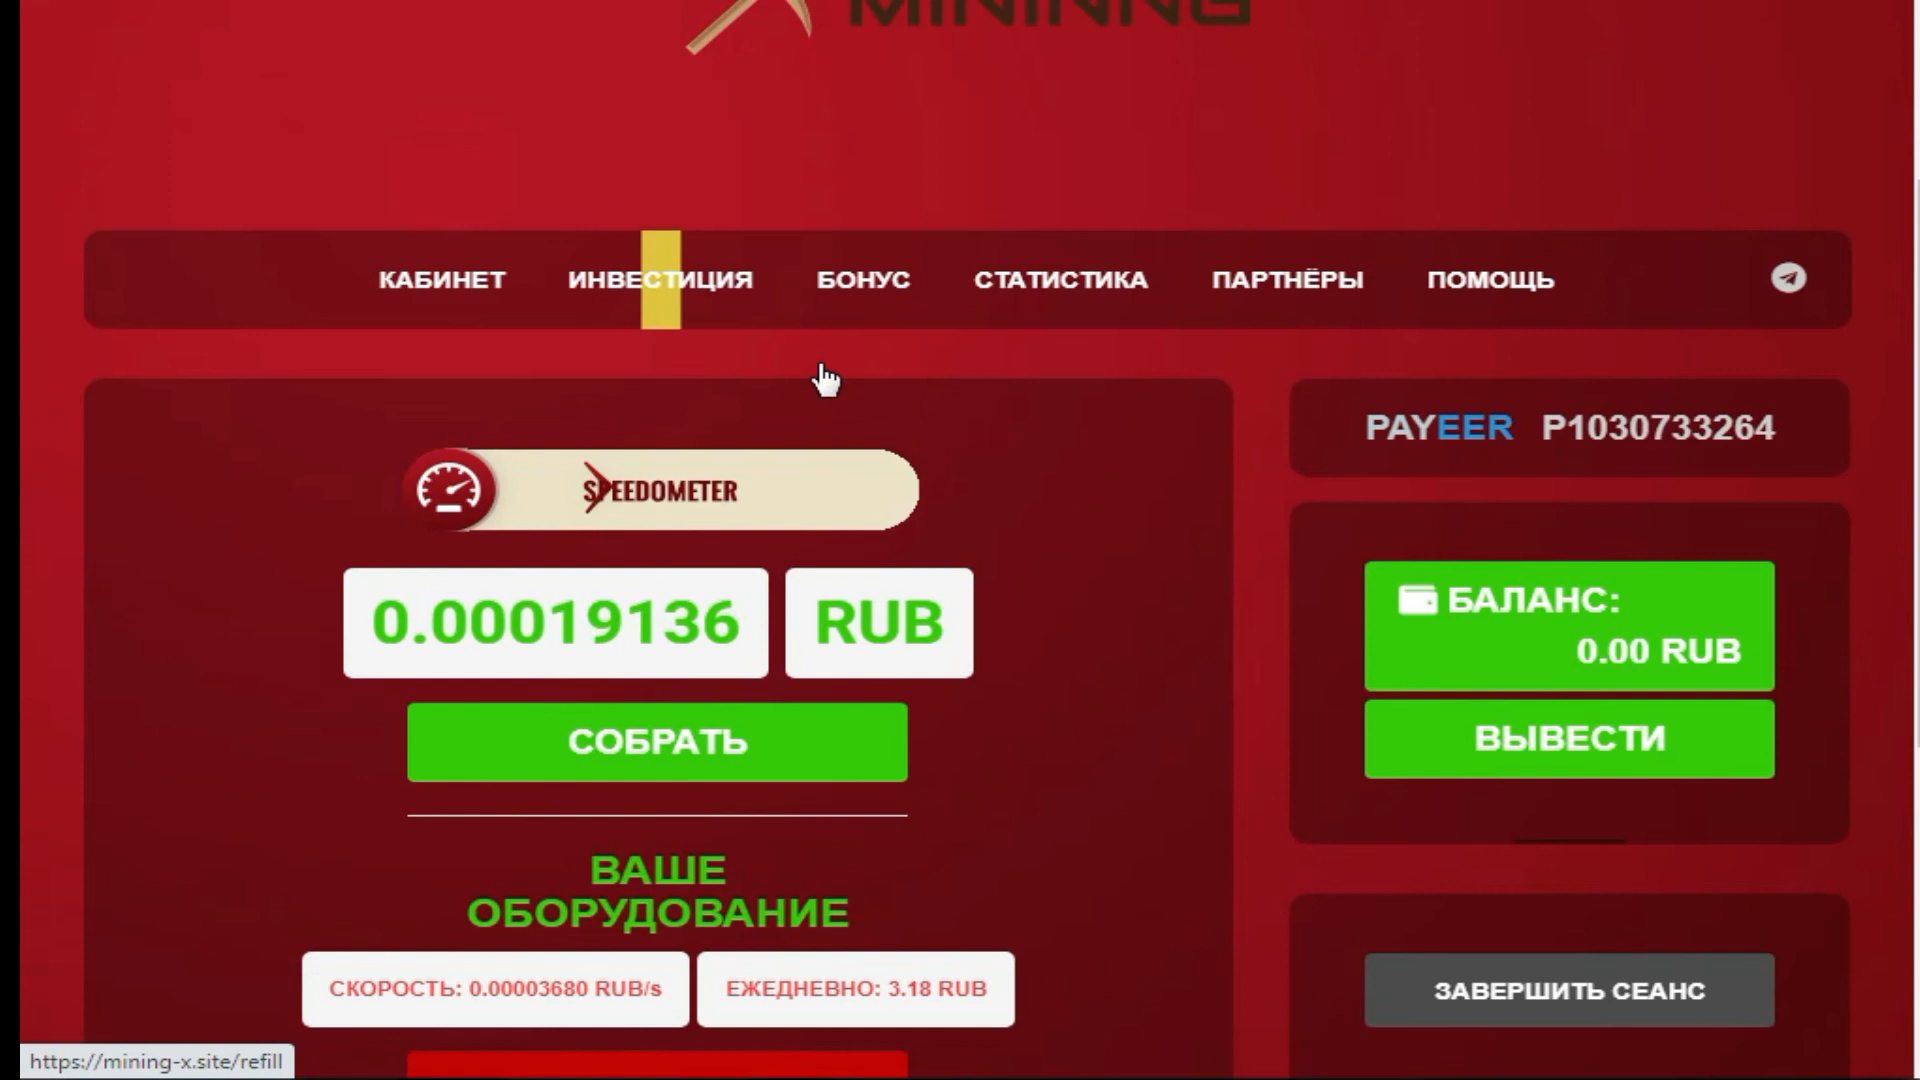 MININNG
КАБИНЕТ ИНВЕСТИЦИЯ БОНУС СТАТИСТИКА ПАРТНЁРЫ ПОМОЩЬ
SPEEDOMETER
0.00019136 RUB
СОБРАТЬ
ВАШЕ
ОБОРУДОВАНИЕ
СКОРОСТЬ: 0.00003680 RUB/s ЕЖЕДНЕВНО: 3.18 RUB
PAYEER P1030733264
БАЛАНС:
0.00 RUB
ВЫВЕСТИ
ЗАВЕРШИТЬ СЕАНС
https://mining-x.site/refill